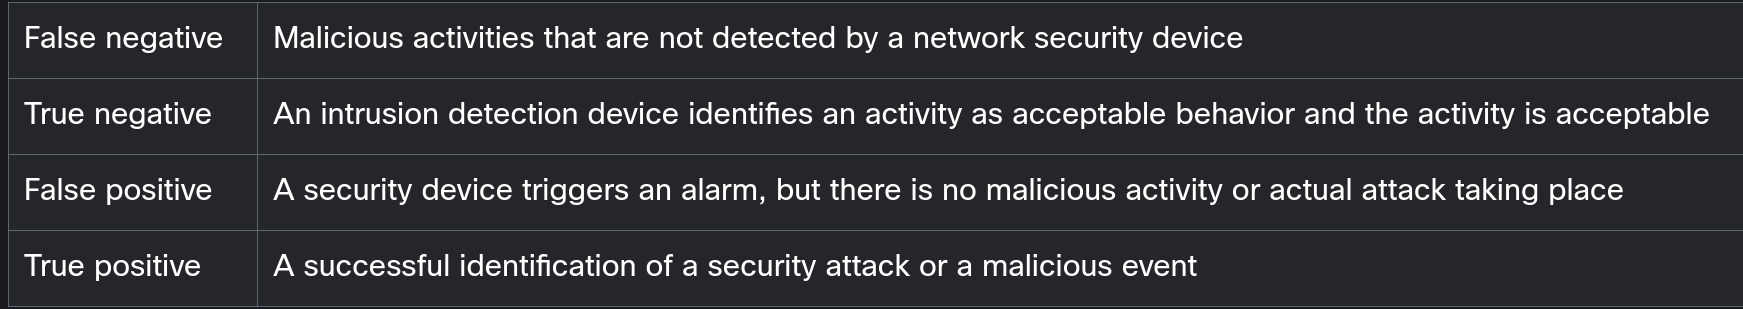 False negative Malicious activities that are not detected by a network security device
True negative An intrusion detection device identifies an activity as acceptable behavior and the activity is acceptable
False positive A security device triggers an alarm, but there is no malicious activity or actual attack taking place
True positive A successful identification of a security attack or a malicious event